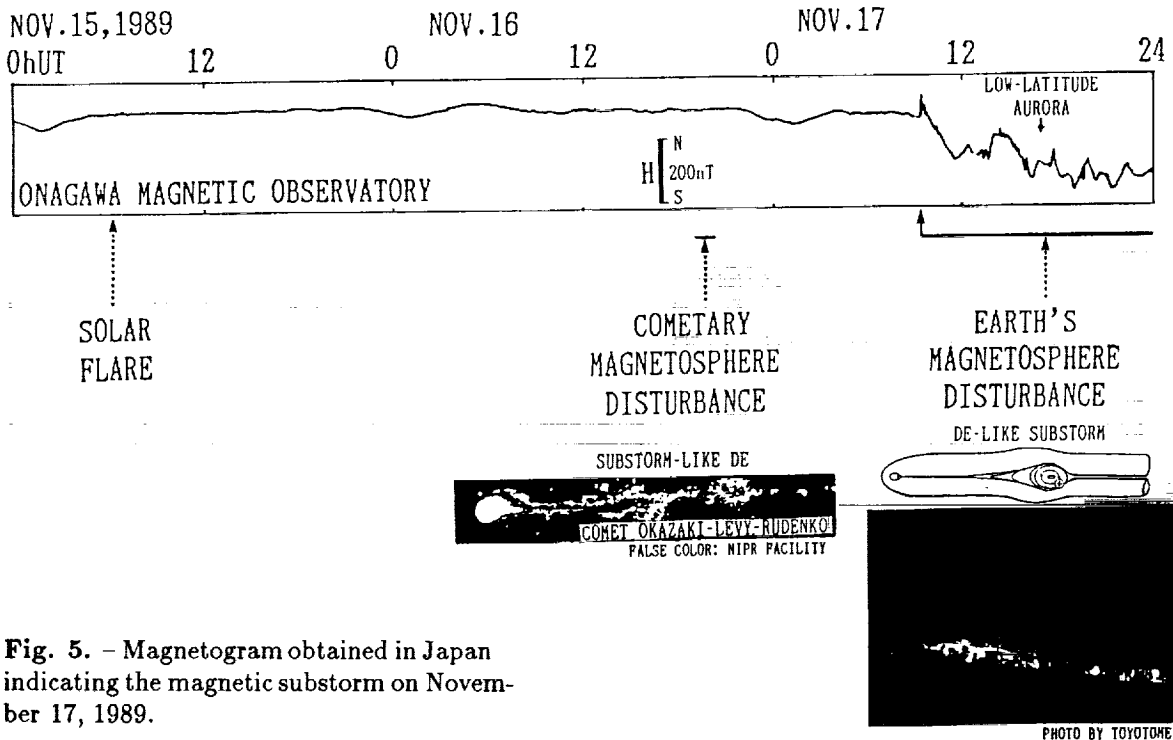 NOV.15,1989 NOV.16 NOV.17
0hUT 12 0 12 0 12 24
LOW-LATITUDE
AURORA
N
H 200nT
S
ONAGAWA MAGNETIC OBSERVATORY
SOLAR
FLARE
COMETARY
MAGNETOSPHERE
DISTURBANCE
EARTH'S
MAGNETOSPHERE
DISTURBANCE
SUBSTORM-LIKE DE
COMET OKAZAKI-LEVY-RUDENKO
FALSE COLOR: NIPR FACILITY
DE-LIKE SUBSTORM
PHOTO BY TOYOTOME
Fig. 5. – Magnetogram obtained in Japan
indicating the magnetic substorm on Novem-
ber 17, 1989.